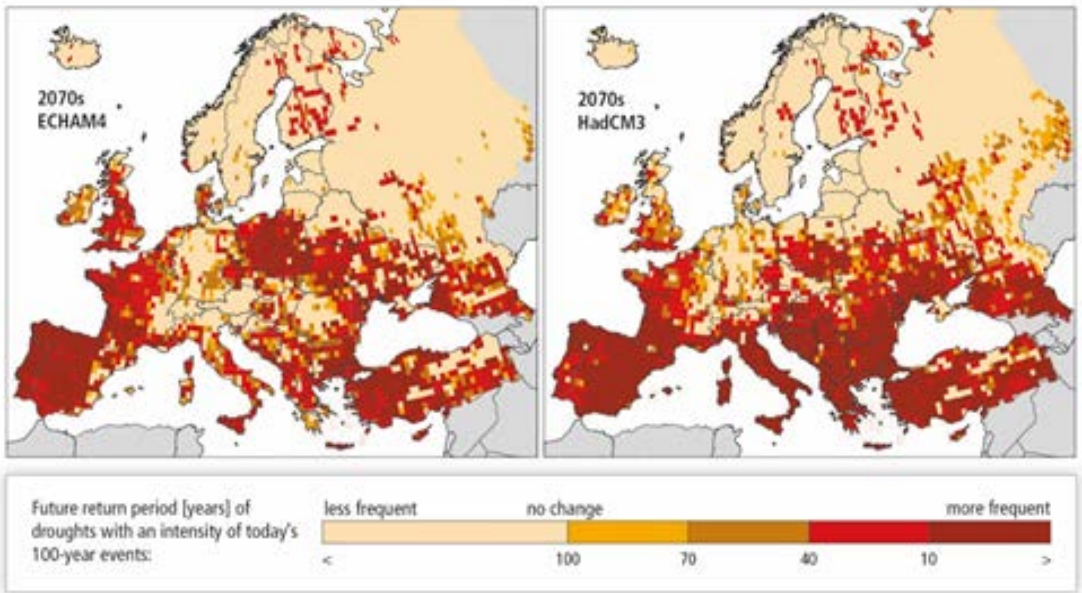 2070s
ECHAM4
2070s
HadCM3
Future return period [years] of
droughts with an intensity of today's
100-year events:
less frequent
no change
more frequent
<
100
70
40
10
>